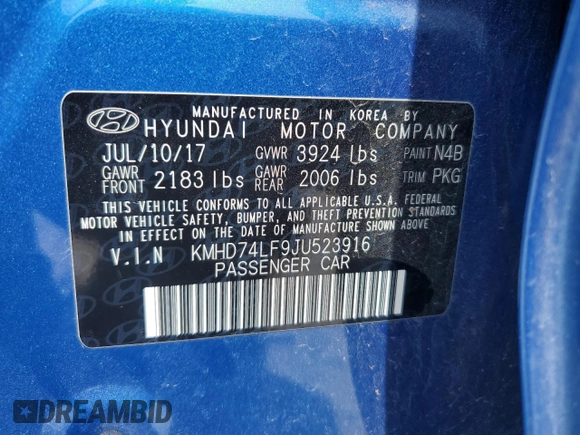 MANUFACTURED IN KOREA BY
HYUNDAI MOTOR COMPANY
JUL/10/17 GVWR 3924 lbs PAINT N4B
GAWR FRONT 2183 lbs GAWR REAR 2006 lbs TRIM PKG
THIS VEHICLE CONFORMS TO ALL APPLICABLE U.S.A. FEDERAL
MOTOR VEHICLE SAFETY, BUMPER, AND THEFT PREVENTION STANDARDS
IN EFFECT ON THE DATE OF MANUFACTURE SHOWN ABOVE
V.I.N KMHD74LF9JU523916
PASSENGER CAR
DREAMBID